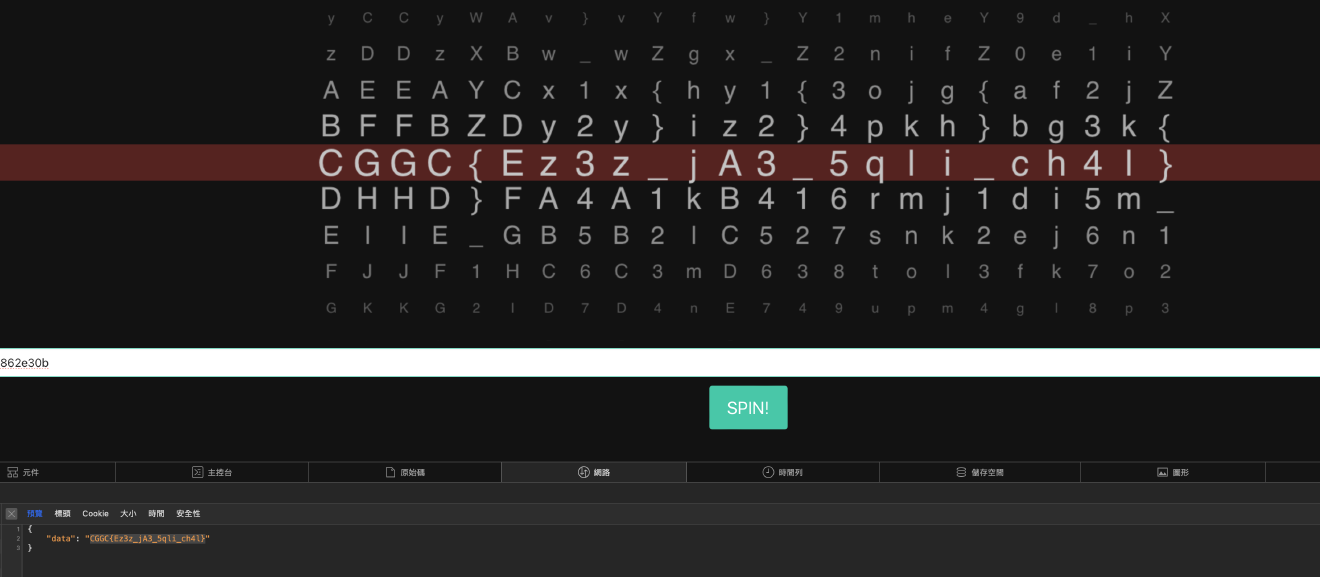 y C C y W A v } v Y f w } Y 1 m h e Y 9 d _ h X
z D D z X B w _ w Z g x _ Z 2 n i f Z 0 e 1 i Y
A E E A Y C x 1 x { h y 1 { 3 o j g { a f 2 j Z
B F F B Z D y 2 y } i z 2 } 4 p k h } b g 3 k {
C G G C { E z 3 z _ j A 3 _ 5 q l i _ c h 4 l }
D H H D } F A 4 A 1 k B 4 1 6 r m j 1 d i 5 m _
E I I E _ G B 5 B 2 l C 5 2 7 s n k 2 e j 6 n 1
F J J F 1 H C 6 C 3 m D 6 3 8 t o l 3 f k 7 o 2
G K K G 2 I D 7 D 4 n E 7 4 9 u p m 4 g l 8 p 3
862e30b
SPIN!
元件 主控台 原始碼 網路 時間列 儲存空間 圖形
預覽 標頭 Cookie 大小 時間 安全性
1 {
2 "data": "CGGC{Ez3z_jA3_5qli_ch4l}"
3 }